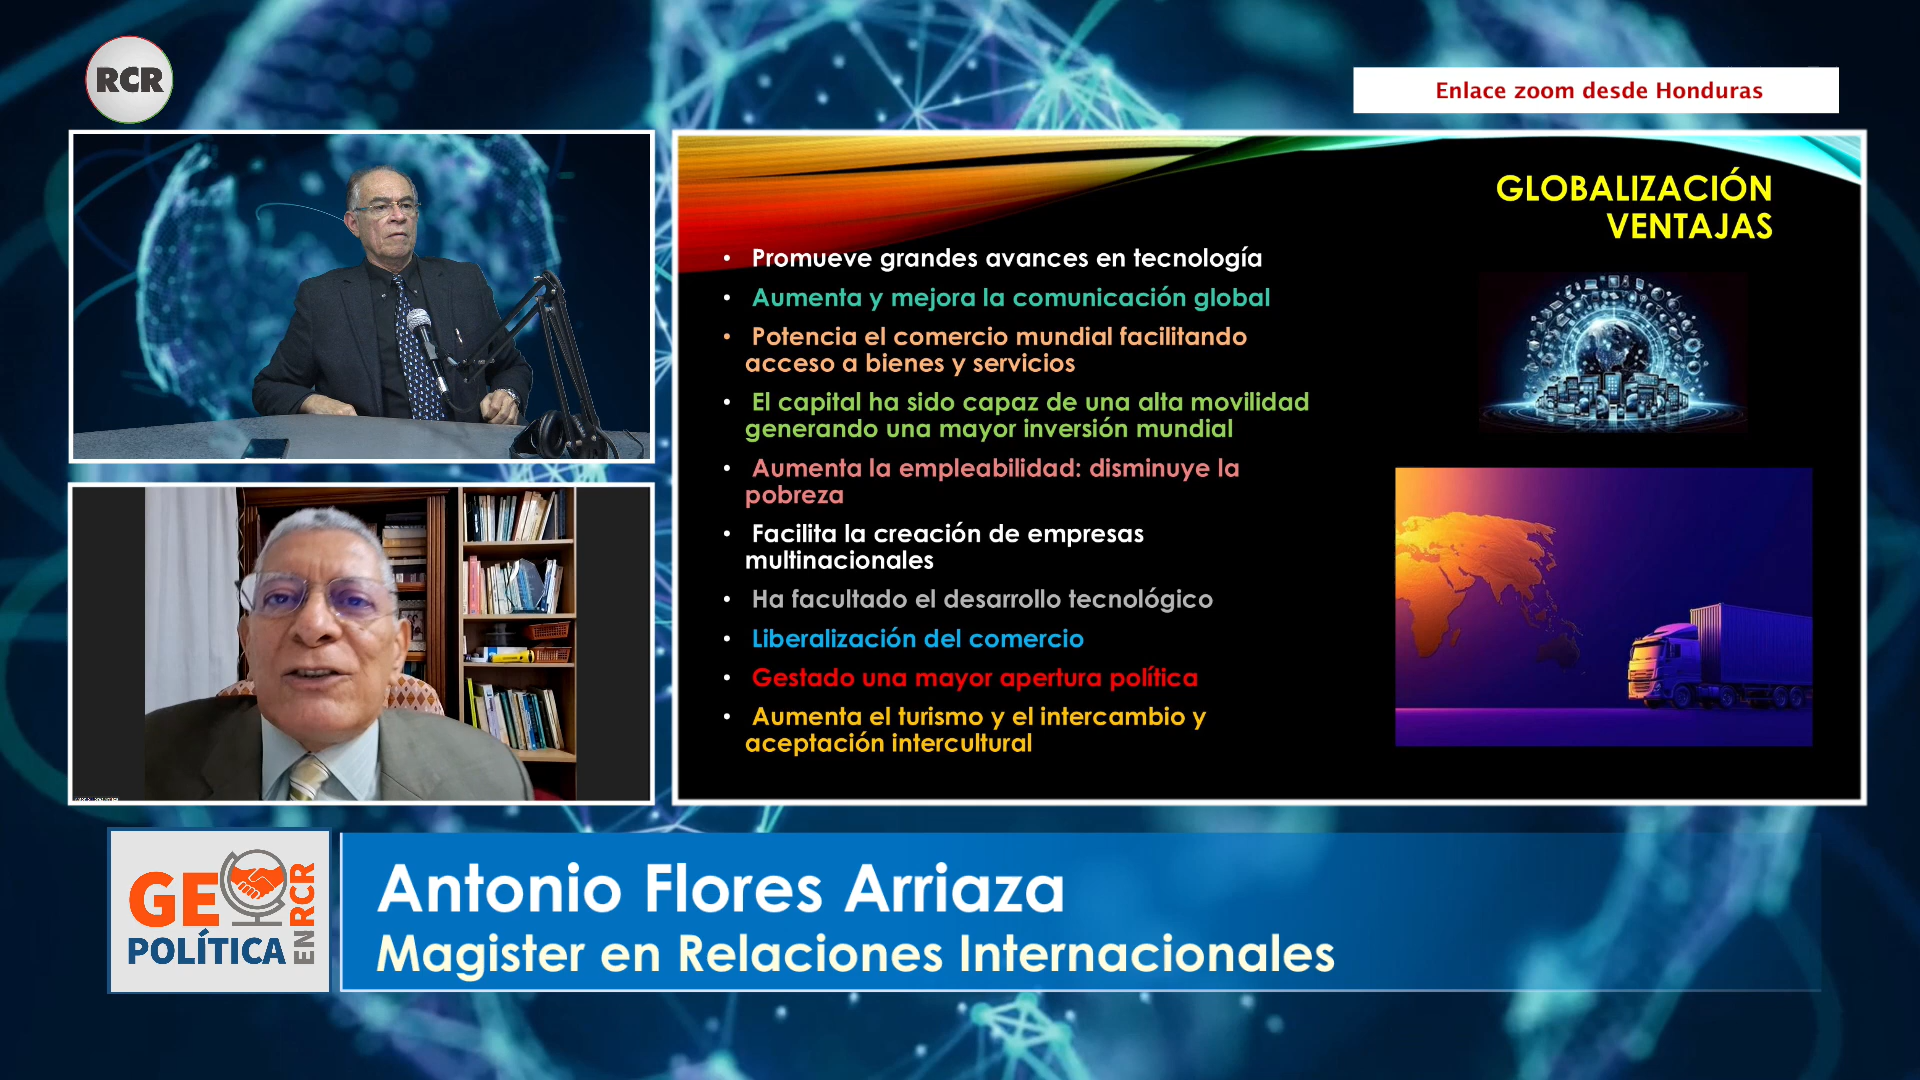 RCR
Enlace zoom desde Honduras
GLOBALIZACIÓN
VENTAJAS
• Promueve grandes avances en tecnología
• Aumenta y mejora la comunicación global
• Potencia el comercio mundial facilitando
acceso a bienes y servicios
• El capital ha sido capaz de una alta movilidad
generando una mayor inversión mundial
• Aumenta la empleabilidad: disminuye la
pobreza
• Facilita la creación de empresas
multinacionales
• Ha facultado el desarrollo tecnológico
• Liberalización del comercio
• Gestado una mayor apertura política
• Aumenta el turismo y el intercambio y
aceptación intercultural
GEO
POLÍTICA
EN RCR
Antonio Flores Arriaza
Magister en Relaciones Internacionales